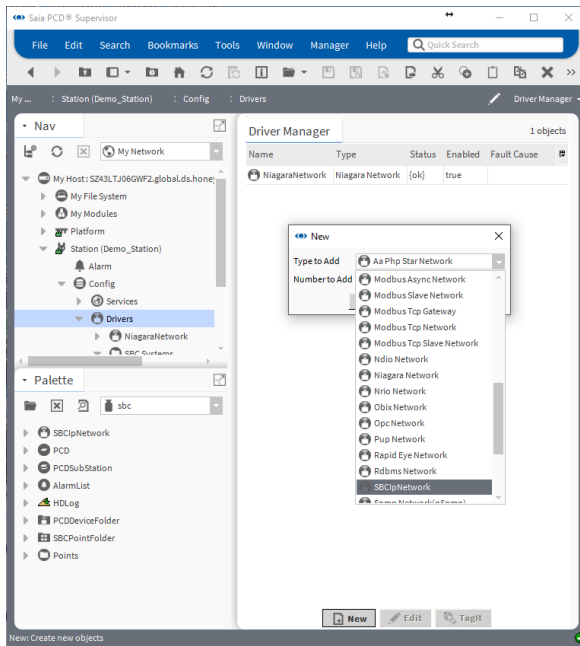 Saia PCD® Supervisor
File Edit Search Bookmarks Tools Window Manager Help Quick Search
My ... : Station (Demo_Station) : Config : Drivers Driver Manager
Nav
My Network
My Host : SZ43LTJ06GWF2.global.ds.hone
My File System
My Modules
Platform
Station (Demo_Station)
Alarm
Config
Services
Drivers
NiagaraNetwork
SBC Systems
Palette
sbc
SBCIpNetwork
PCD
PCDSubStation
AlarmList
HDLog
PCDDeviceFolder
SBCPointFolder
Points
Driver Manager 1 objects
Name Type Status Enabled Fault Cause
NiagaraNetwork Niagara Network {ok} true
New
Type to Add Aa Php Star Network
Number to Add
Modbus Async Network
Modbus Slave Network
Modbus Tcp Gateway
Modbus Tcp Network
Modbus Tcp Slave Network
Ndio Network
Niagara Network
Nrio Network
Obix Network
Opc Network
Pup Network
Rapid Eye Network
Rdbms Network
SBCIpNetwork
New Edit TagIt
New: Create new objects